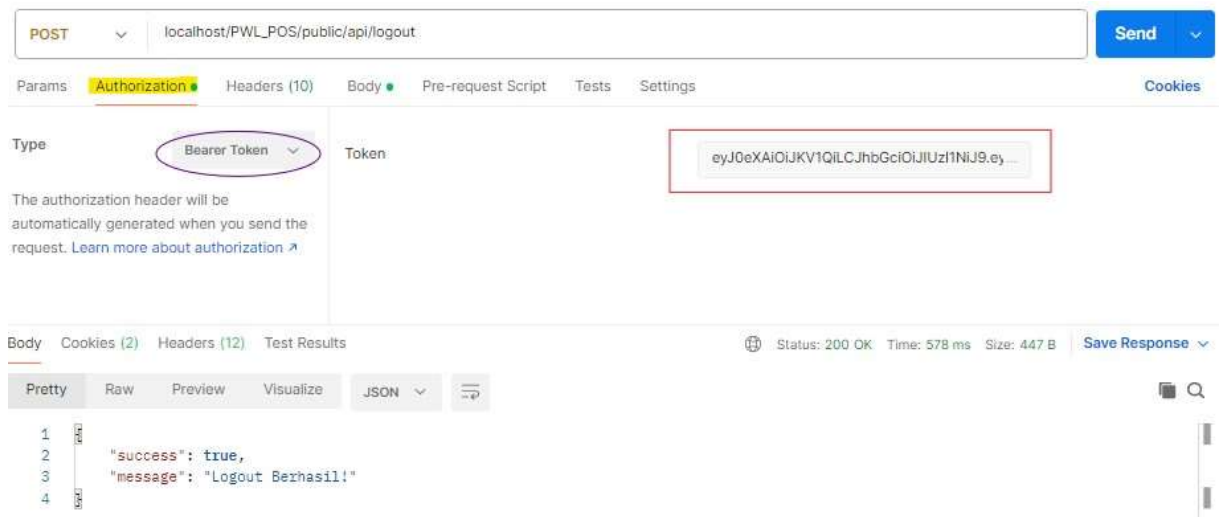 POST localhost/PWL_POS/public/api/logout Send
Params Authorization Headers (10) Body Pre-request Script Tests Settings Cookies
Type Bearer Token Token eyJ0eXAiOiJKV1QiLCJhbGciOiJIUzI1NiJ9.ey...
The authorization header will be
automatically generated when you send the
request. Learn more about authorization ↗
Body Cookies (2) Headers (12) Test Results Status: 200 OK Time: 578 ms Size: 447 B Save Response
Pretty Raw Preview Visualize JSON
1 {
2 "success": true,
3 "message": "Logout Berhasil!"
4 }